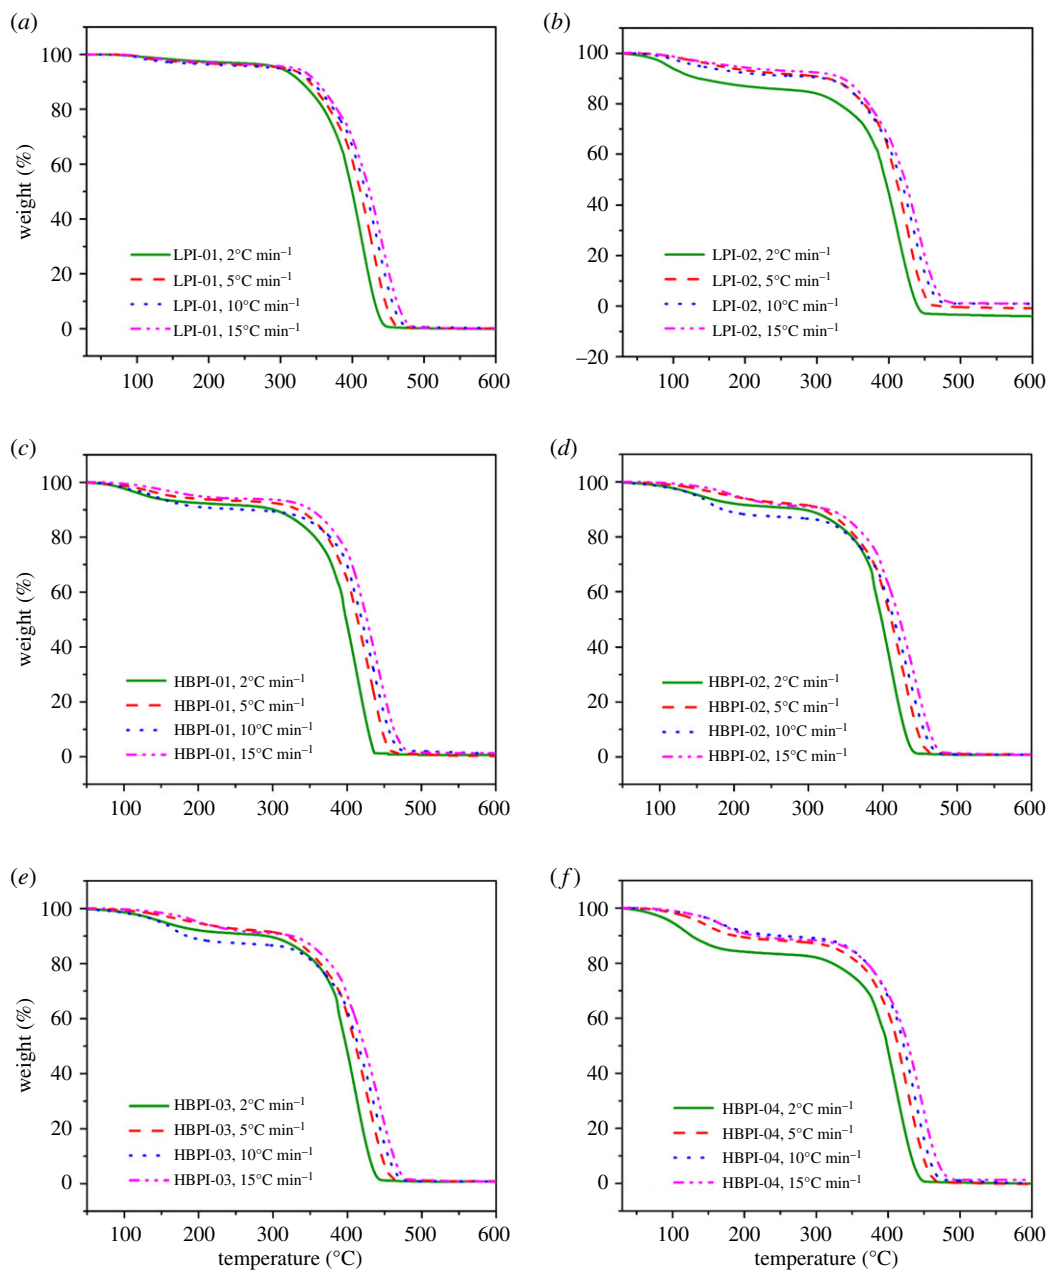 (a)
100
80
60
40
20
0
weight (%)
LPI-01, 2°C min⁻¹
LPI-01, 5°C min⁻¹
LPI-01, 10°C min⁻¹
LPI-01, 15°C min⁻¹
100 200 300 400 500 600
(b)
100
80
60
40
20
0
–20
LPI-02, 2°C min⁻¹
LPI-02, 5°C min⁻¹
LPI-02, 10°C min⁻¹
LPI-02, 15°C min⁻¹
100 200 300 400 500 600
(c)
100
80
60
40
20
0
weight (%)
HBPI-01, 2°C min⁻¹
HBPI-01, 5°C min⁻¹
HBPI-01, 10°C min⁻¹
HBPI-01, 15°C min⁻¹
100 200 300 400 500 600
(d)
100
80
60
40
20
0
HBPI-02, 2°C min⁻¹
HBPI-02, 5°C min⁻¹
HBPI-02, 10°C min⁻¹
HBPI-02, 15°C min⁻¹
100 200 300 400 500 600
(e)
100
80
60
40
20
0
weight (%)
HBPI-03, 2°C min⁻¹
HBPI-03, 5°C min⁻¹
HBPI-03, 10°C min⁻¹
HBPI-03, 15°C min⁻¹
100 200 300 400 500 600
temperature (°C)
(f)
100
80
60
40
20
0
HBPI-04, 2°C min⁻¹
HBPI-04, 5°C min⁻¹
HBPI-04, 10°C min⁻¹
HBPI-04, 15°C min⁻¹
100 200 300 400 500 600
temperature (°C)